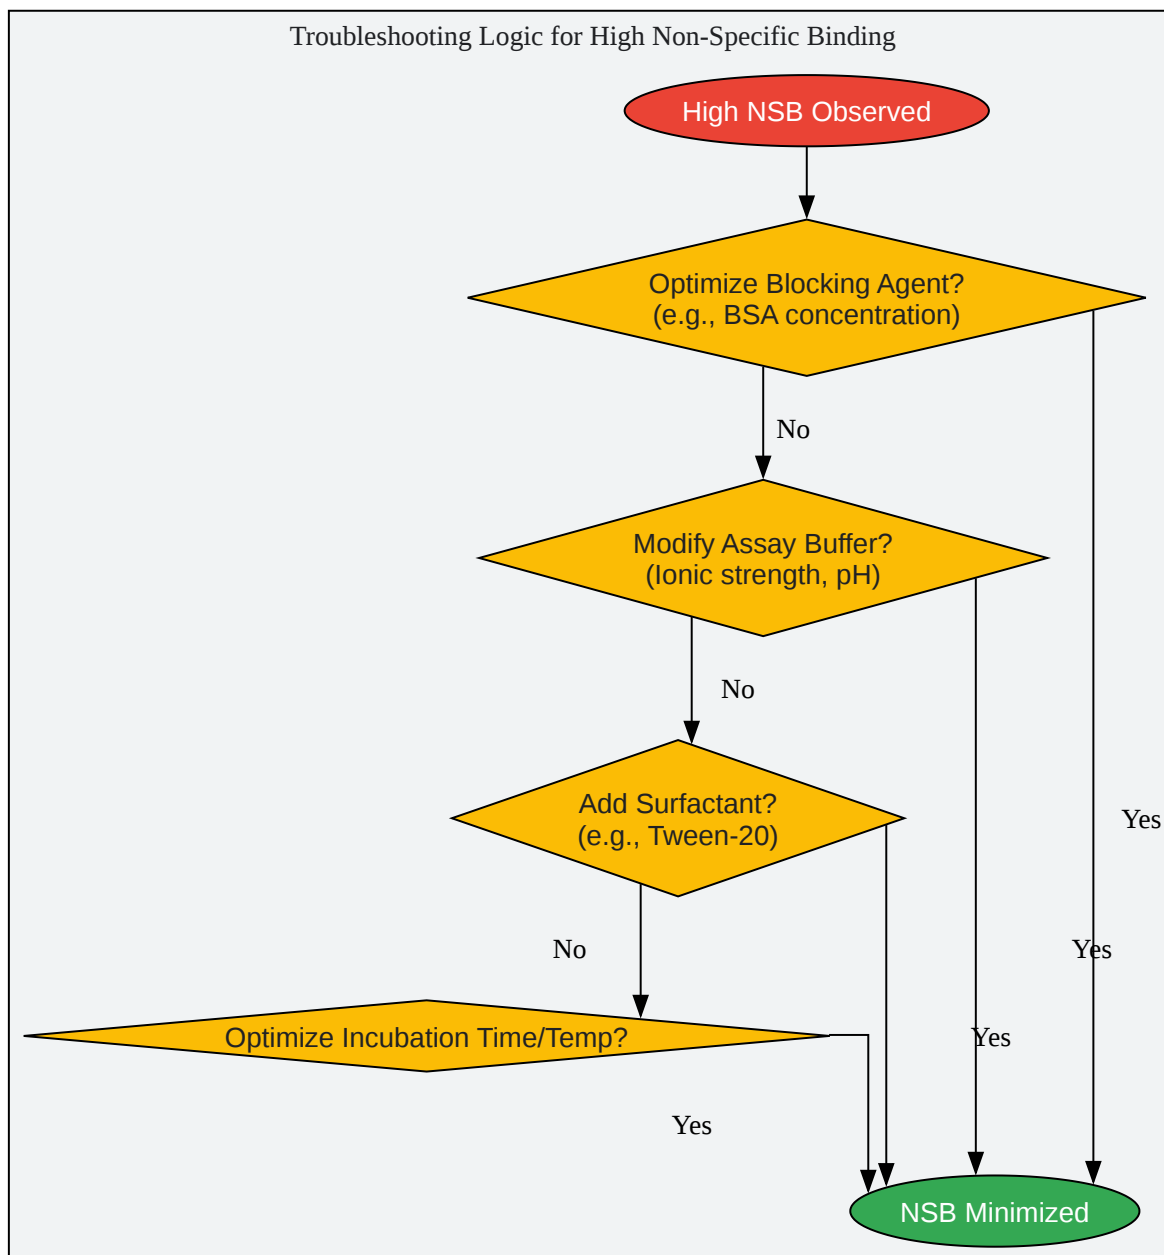 Troubleshooting Logic for High Non-Specific Binding
High NSB Observed
Optimize Blocking Agent?
(e.g., BSA concentration)
No
Modify Assay Buffer?
(Ionic strength, pH)
No
Add Surfactant?
(e.g., Tween-20)
Yes
No
Yes
Optimize Incubation Time/Temp?
Yes
Yes
NSB Minimized